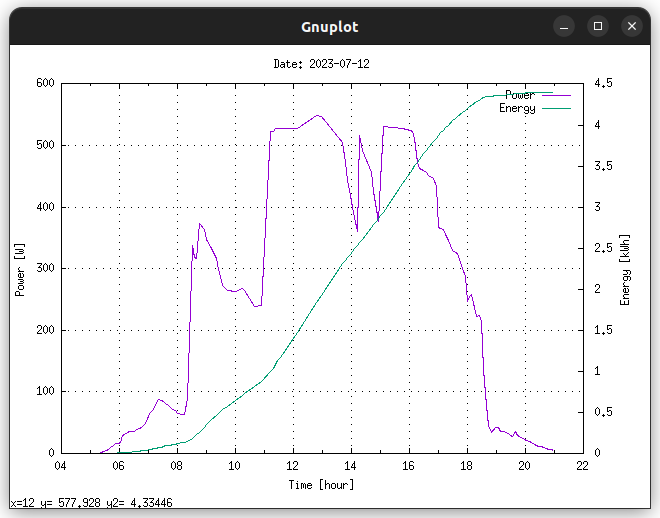 Gnuplot
Date: 2023-07-12
600
500
400
300
200
100
0
Power [W]
4.5
4
3.5
3
2.5
2
1.5
1
0.5
0
Energy [kWh]
Power
Energy
04 06 08 10 12 14 16 18 20 22
Time [hour]
x=12 y= 577.928 y2= 4.33446